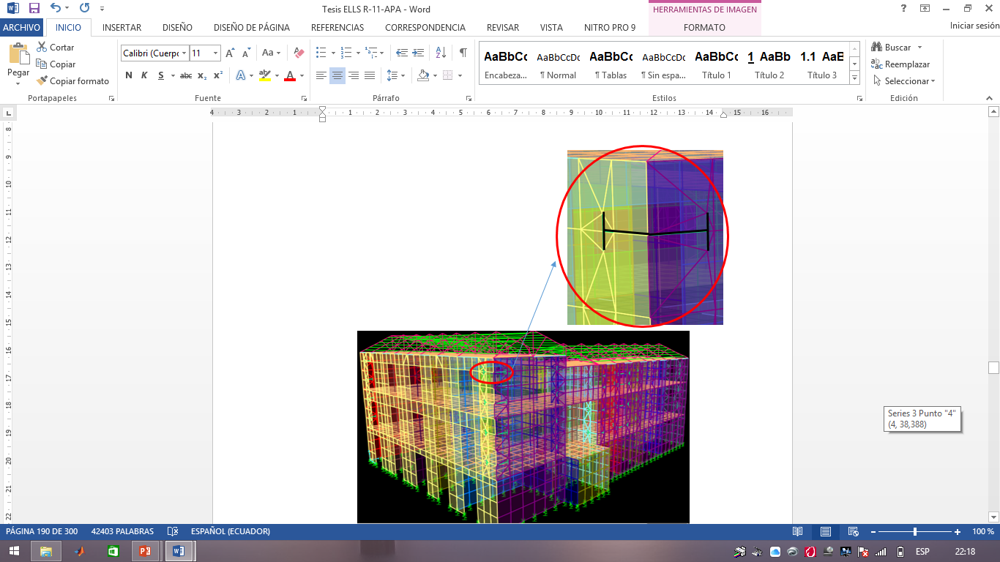 Tesis ELLS R-11-APA - Word
HERRAMIENTAS DE IMAGEN
?
ARCHIVO INICIO INSERTAR DISEÑO DISEÑO DE PÁGINA REFERENCIAS CORRESPONDENCIA REVISAR VISTA NITRO PRO 9 FORMATO Iniciar sesión
Pegar
Cortar
Copiar
Copiar formato
Portapapeles
Calibri (Cuerpo 11
N K S abc x₂ x²
Fuente
Párrafo
AaBbCc AaBbCcDc AaBbCc AaBbCcDc AaBbCc 1 AaBb 1.1 AaB
Encabeza... ¶ Normal ¶ Tablas ¶ Sin espa... Título 1 Título 2 Título 3
Estilos
Buscar
Reemplazar
Seleccionar
Edición
4 3 2 1 1 2 3 4 5 6 7 8 9 10 11 12 13 14 15 16
8
9
10
11
12
13
14
15
16
17
18
19
20
21
22
Series 3 Punto "4"
(4, 38,388)
PÁGINA 190 DE 300 42403 PALABRAS ESPAÑOL (ECUADOR) 100 %
ESP 22:18